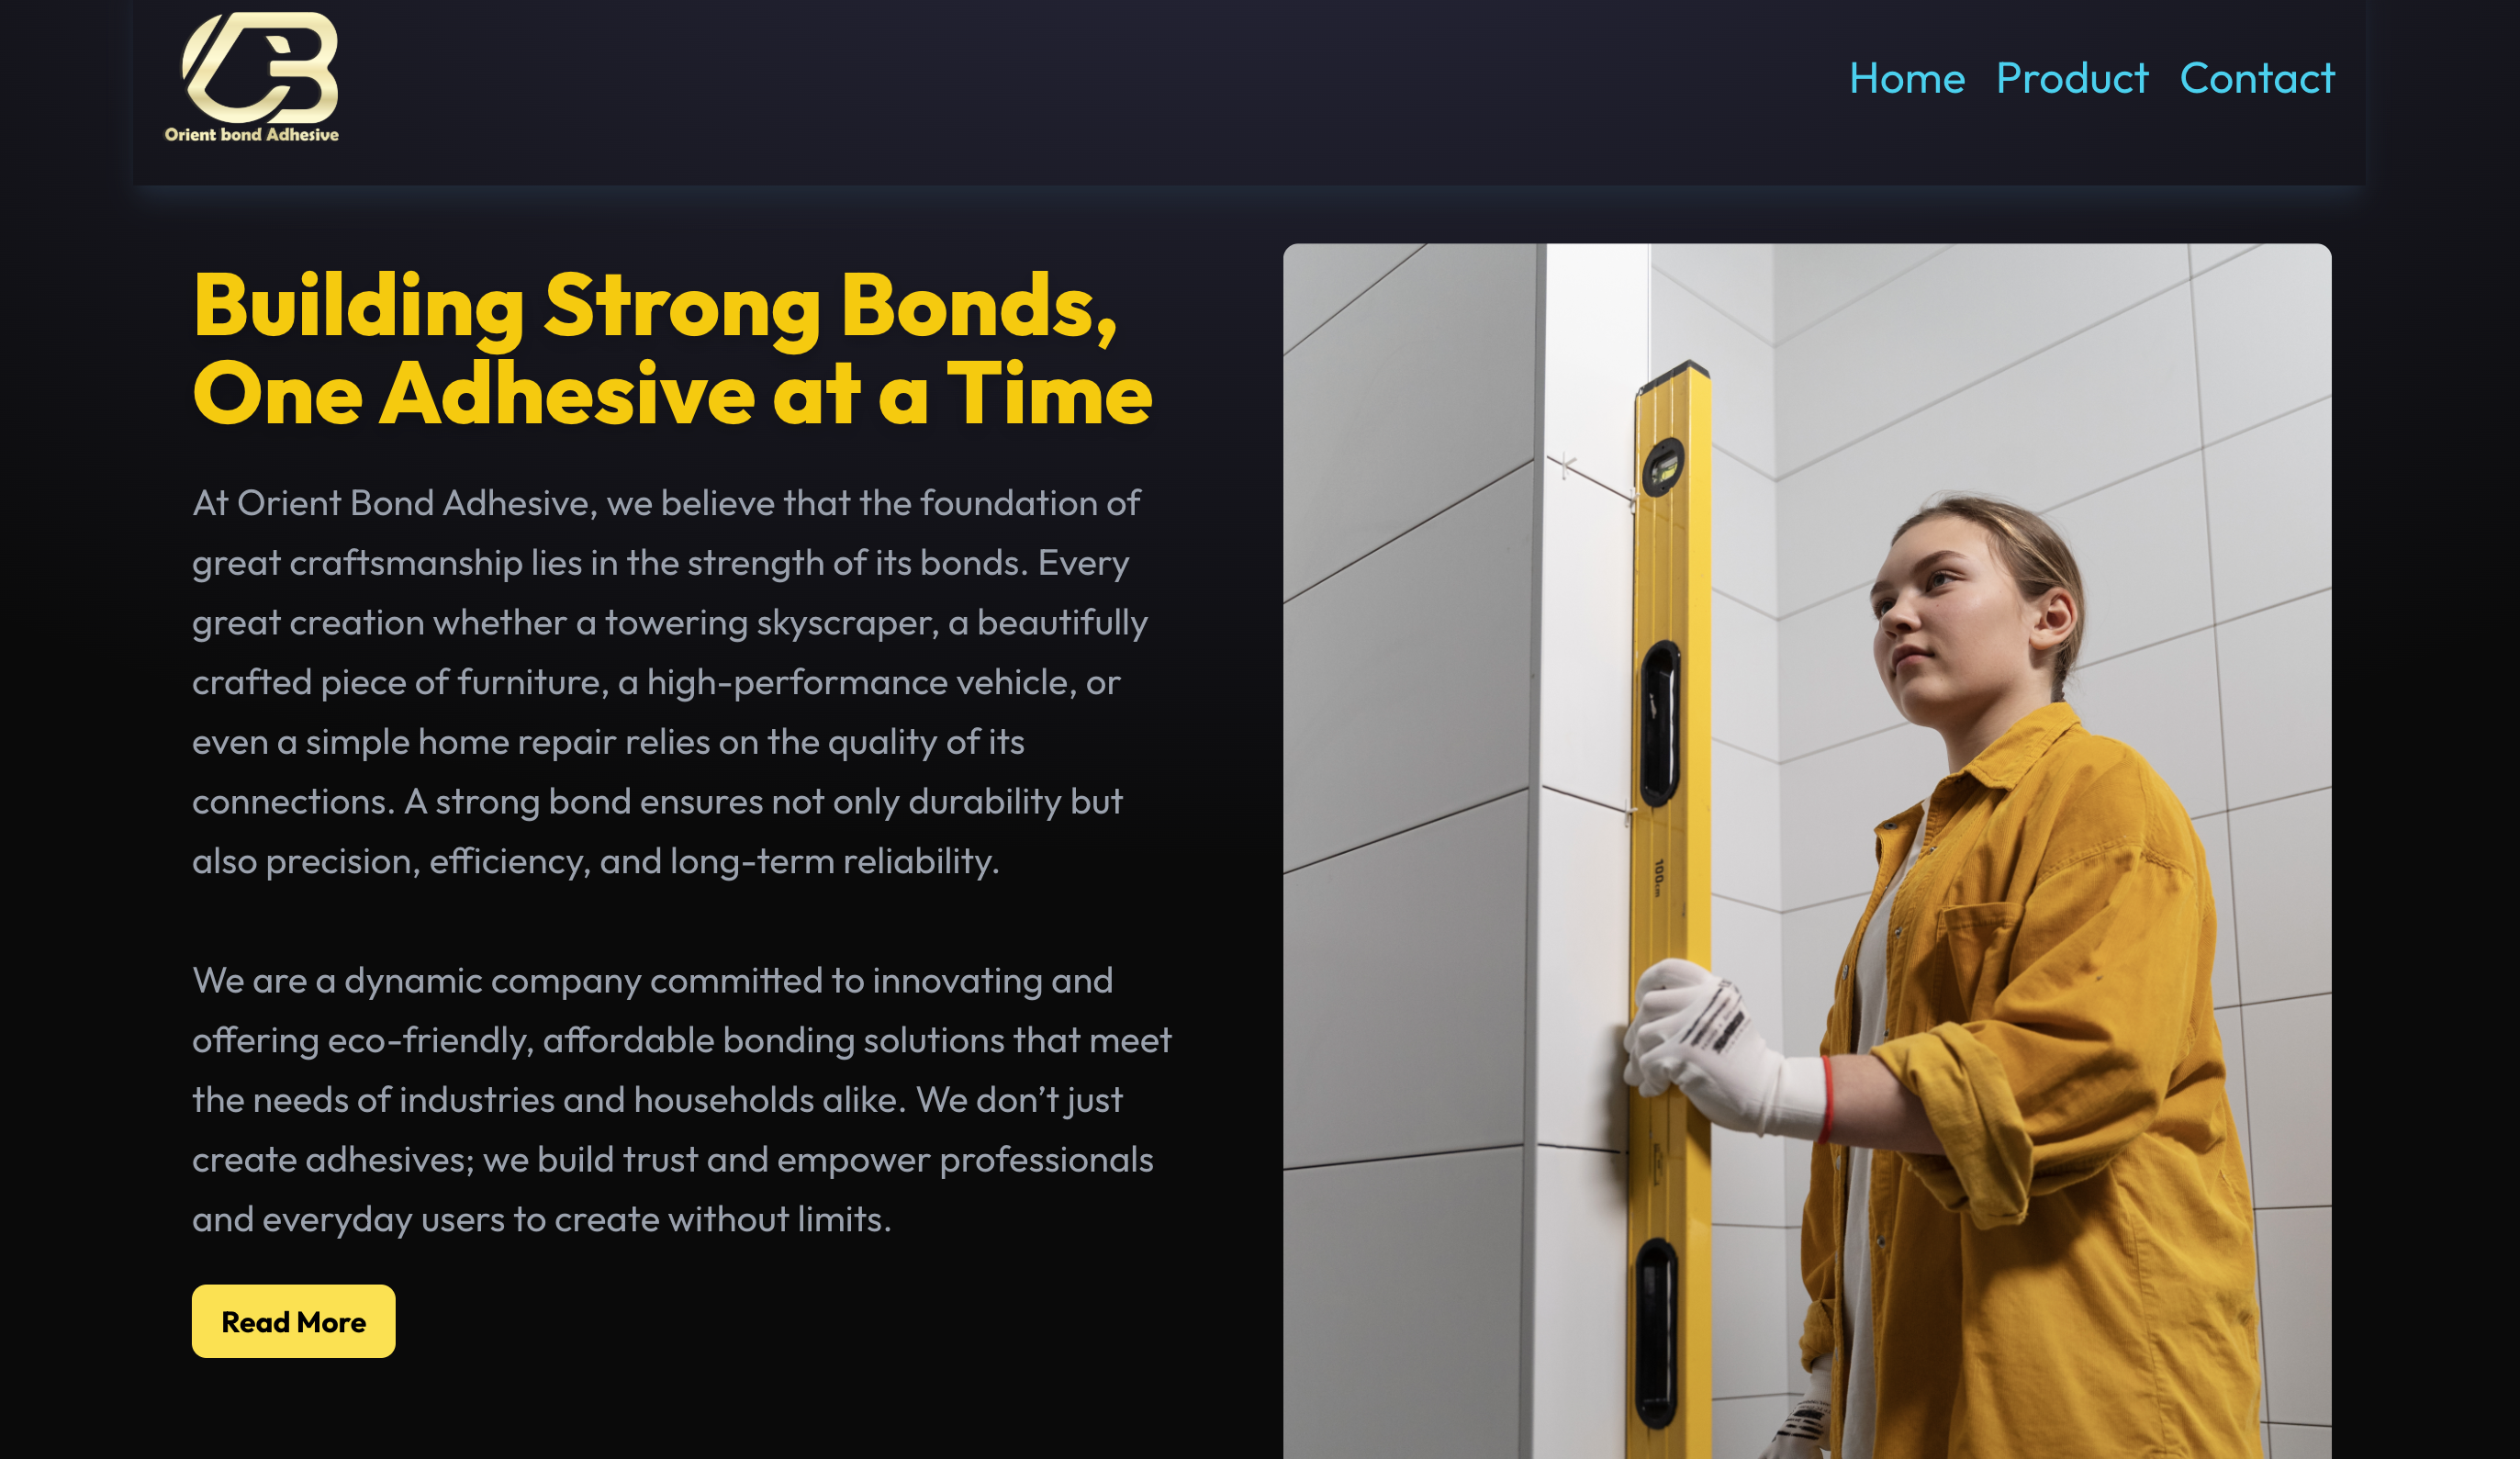 Orient bond Adhesive
Home Product Contact
Building Strong Bonds,
One Adhesive at a Time
At Orient Bond Adhesive, we believe that the foundation of
great craftsmanship lies in the strength of its bonds. Every
great creation whether a towering skyscraper, a beautifully
crafted piece of furniture, a high-performance vehicle, or
even a simple home repair relies on the quality of its
connections. A strong bond ensures not only durability but
also precision, efficiency, and long-term reliability.
We are a dynamic company committed to innovating and
offering eco-friendly, affordable bonding solutions that meet
the needs of industries and households alike. We don’t just
create adhesives; we build trust and empower professionals
and everyday users to create without limits.
Read More
100cm